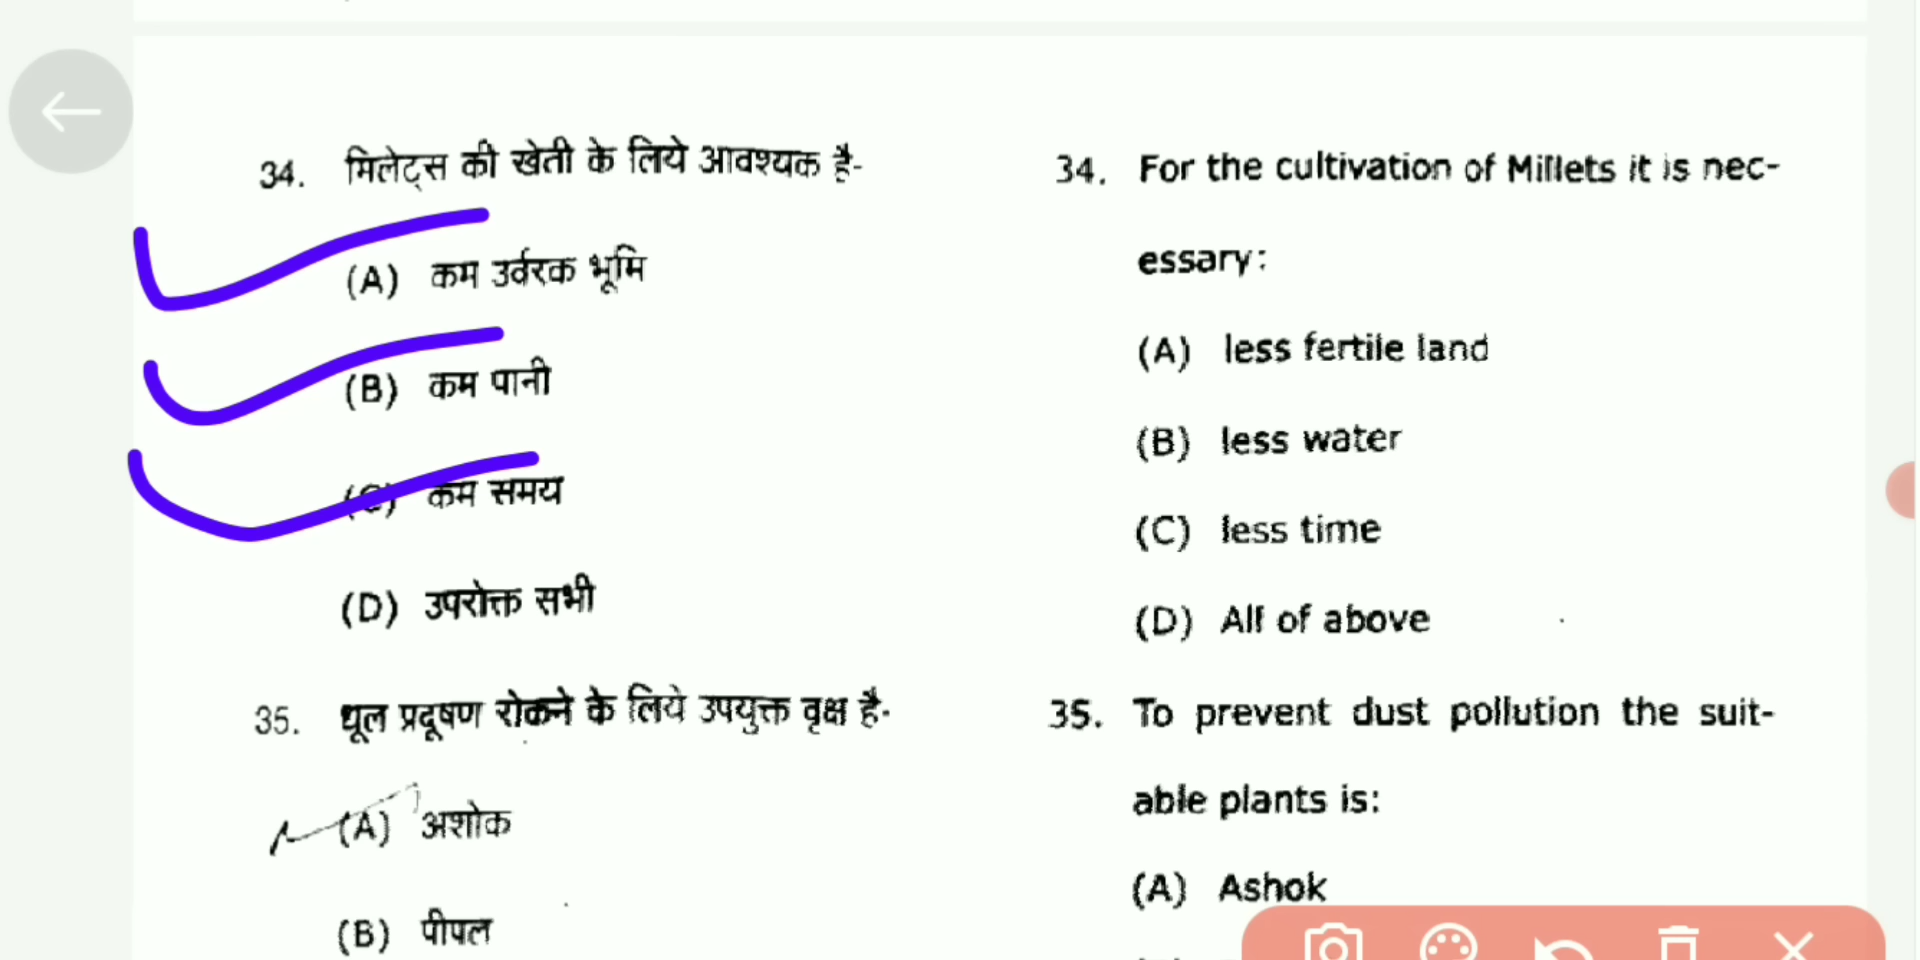 34. मिलेट्स की खेती के लिये आवश्यक है-
(A) कम उर्वरक भूमि
(B) कम पानी
(C) कम समय
(D) उपरोक्त सभी
35. धूल प्रदूषण रोकने के लिये उपयुक्त वृक्ष है-
(A) अशोक
(B) पीपल
34. For the cultivation of Millets it is nec-
essary:
(A) less fertile land
(B) less water
(C) less time
(D) All of above
35. To prevent dust pollution the suit-
able plants is:
(A) Ashok